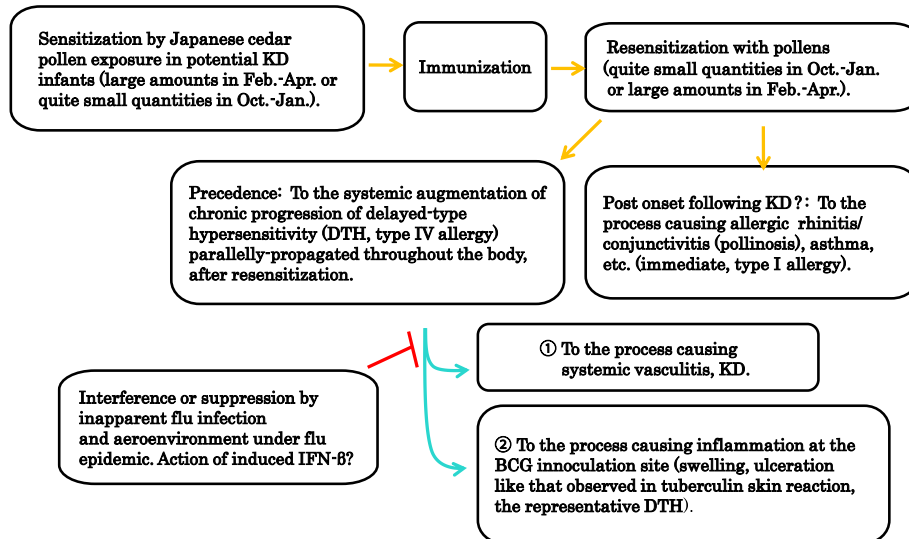 Sensitization by Japanese cedar
pollen exposure in potential KD
infants (large amounts in Feb.-Apr. or
quite small quantities in Oct.-Jan.).
Immunization
Resensitization with pollens
(quite small quantities in Oct.-Jan.
or large amounts in Feb.-Apr.).
Precedence: To the systemic augmentation of
chronic progression of delayed-type
hypersensitivity (DTH, type IV allergy)
parallelly-propagated throughout the body,
after resensitization.
Post onset following KD?: To the
process causing allergic rhinitis/
conjunctivitis (pollinosis), asthma,
etc. (immediate, type I allergy).
① To the process causing
systemic vasculitis, KD.
Interference or suppression by
inapparent flu infection
and aeroenvironment under flu
epidemic. Action of induced IFN-β?
② To the process causing inflammation at the
BCG innoculation site (swelling, ulceration
like that observed in tuberculin skin reaction,
the representative DTH).